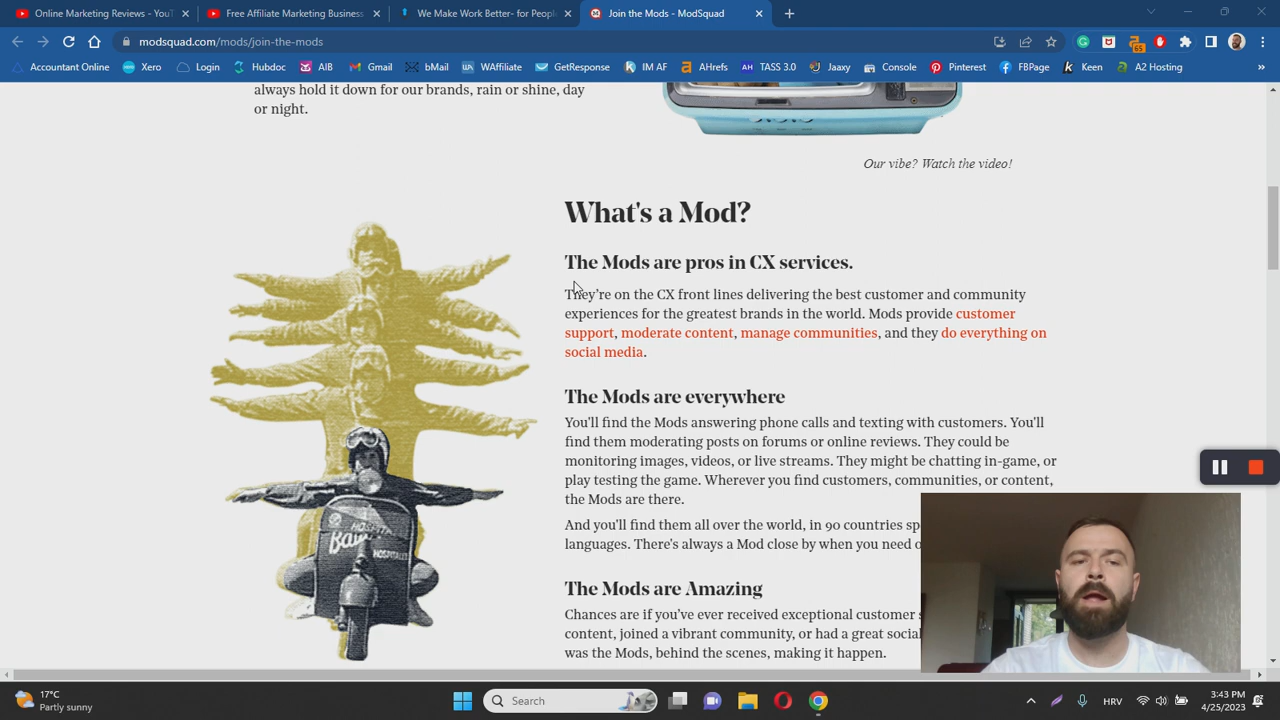 Online Marketing Reviews - YouT
Free Affiliate Marketing Business
We Make Work Better- for People
Join the Mods - ModSquad
modsquad.com/mods/join-the-mods
65
Accountant Online
Xero
Login
Hubdoc
AIB
Gmail
bMail
WAffiliate
GetResponse
IM AF
AHrefs
TASS 3.0
Jaaxy
Console
Pinterest
FBPage
Keen
A2 Hosting
»
always hold it down for our brands, rain or shine, day
or night.
Our vibe? Watch the video!
What's a Mod?
The Mods are pros in CX services.
They're on the CX front lines delivering the best customer and community
experiences for the greatest brands in the world. Mods provide customer
support, moderate content, manage communities, and they do everything on
social media.
The Mods are everywhere
You'll find the Mods answering phone calls and texting with customers. You'll
find them moderating posts on forums or online reviews. They could be
monitoring images, videos, or live streams. They might be chatting in-game, or
play testing the game. Wherever you find customers, communities, or content,
the Mods are there.
And you'll find them all over the world, in 90 countries sp
languages. There's always a Mod close by when you need o
The Mods are Amazing
Chances are if you've ever received exceptional customer s
content, joined a vibrant community, or had a great social
was the Mods, behind the scenes, making it happen.
HOSPITAL
17°C
Partly sunny
Search
HRV
3:43 PM
4/25/2023